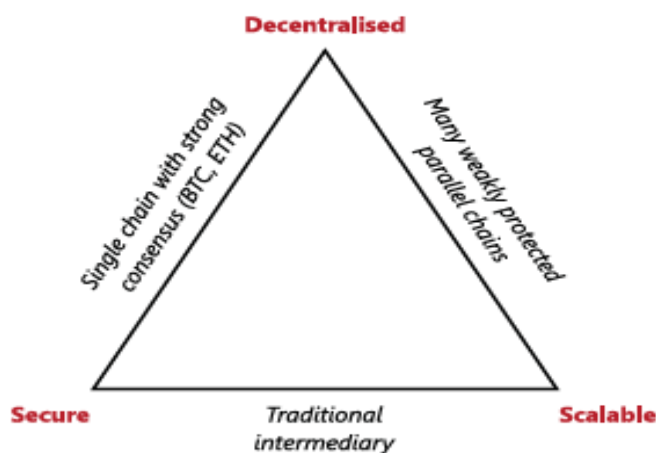 Decentralised
Single chain with strong
consensus (BTC, ETH)
Many weakly protected
parallel chains
Secure
Traditional
intermediary
Scalable